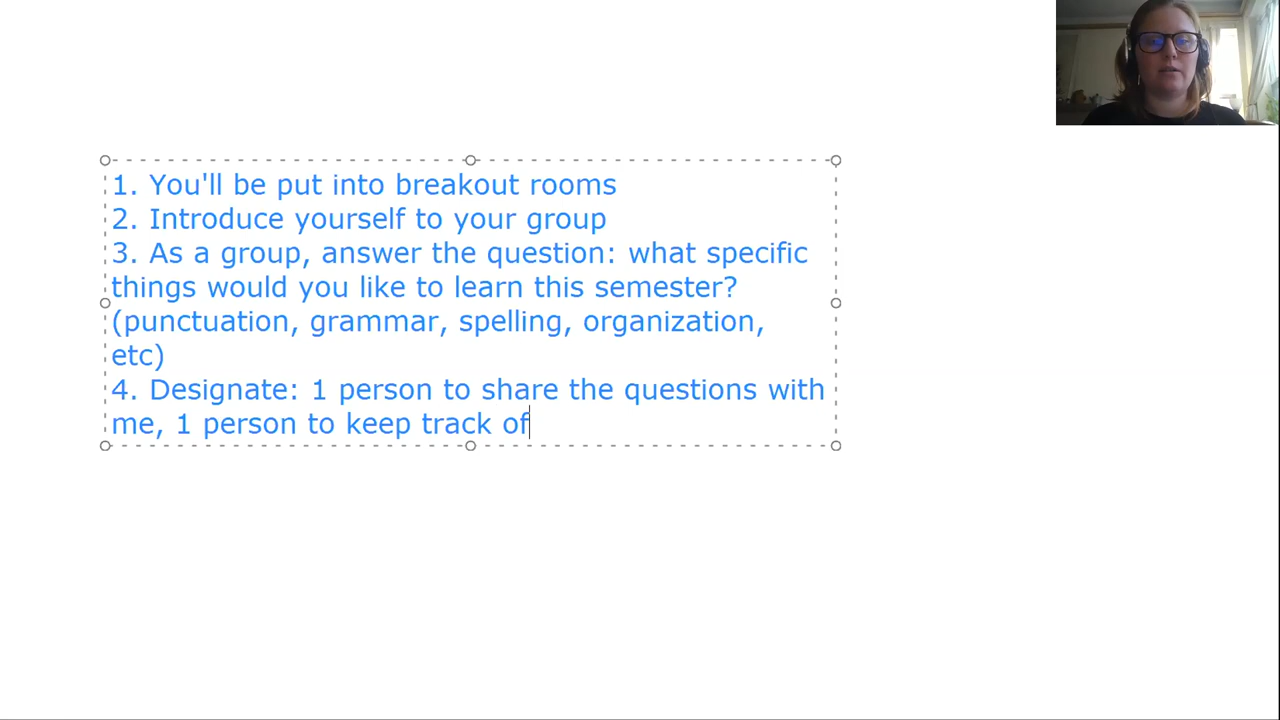 1. You'll be put into breakout rooms
2. Introduce yourself to your group
3. As a group, answer the question: what specific
things would you like to learn this semester?
(punctuation, grammar, spelling, organization,
etc)
4. Designate: 1 person to share the questions with
me, 1 person to keep track of